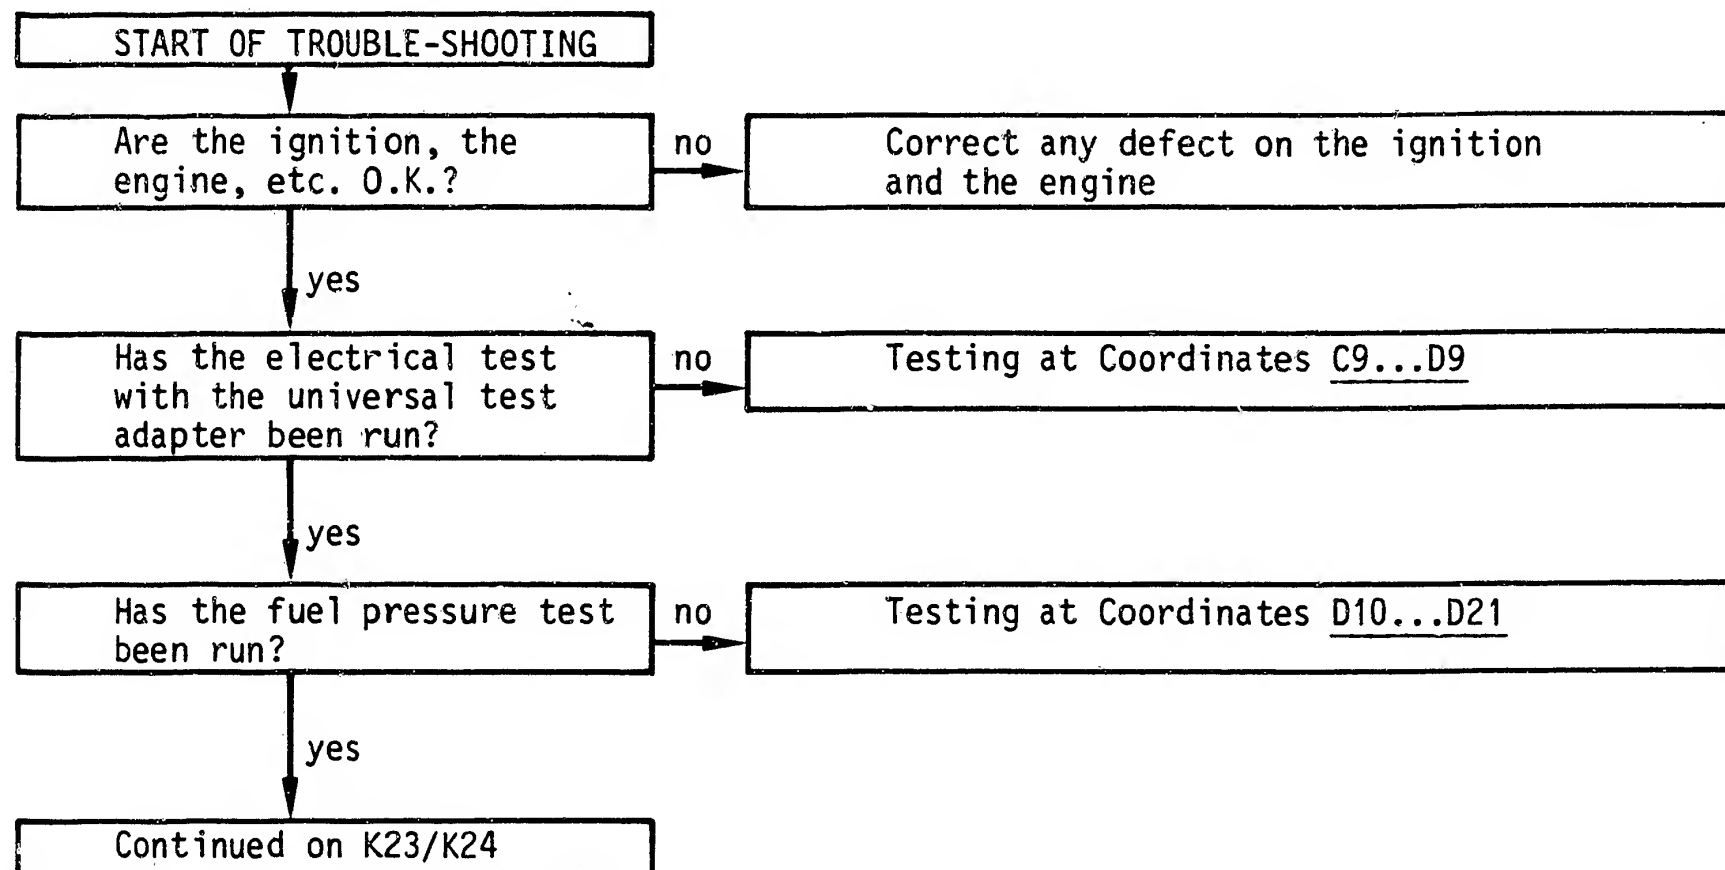 START OF TROUBLE-SHOOTING
Are the ignition, the
engine, etc. O.K.?
no
Correct any defect on the ignition
and the engine
yes
Has the electrical test
with the universal test
adapter been run?
no
Testing at Coordinates C9...D9
yes
Has the fuel pressure test
been run?
no
Testing at Coordinates D10...D21
yes
Continued on K23/K24